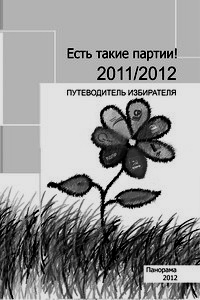 Есть такие партии!
2011/2012
ПУТЕВОДИТЕЛЬ ИЗБИРАТЕЛЯ
Панорама
2012